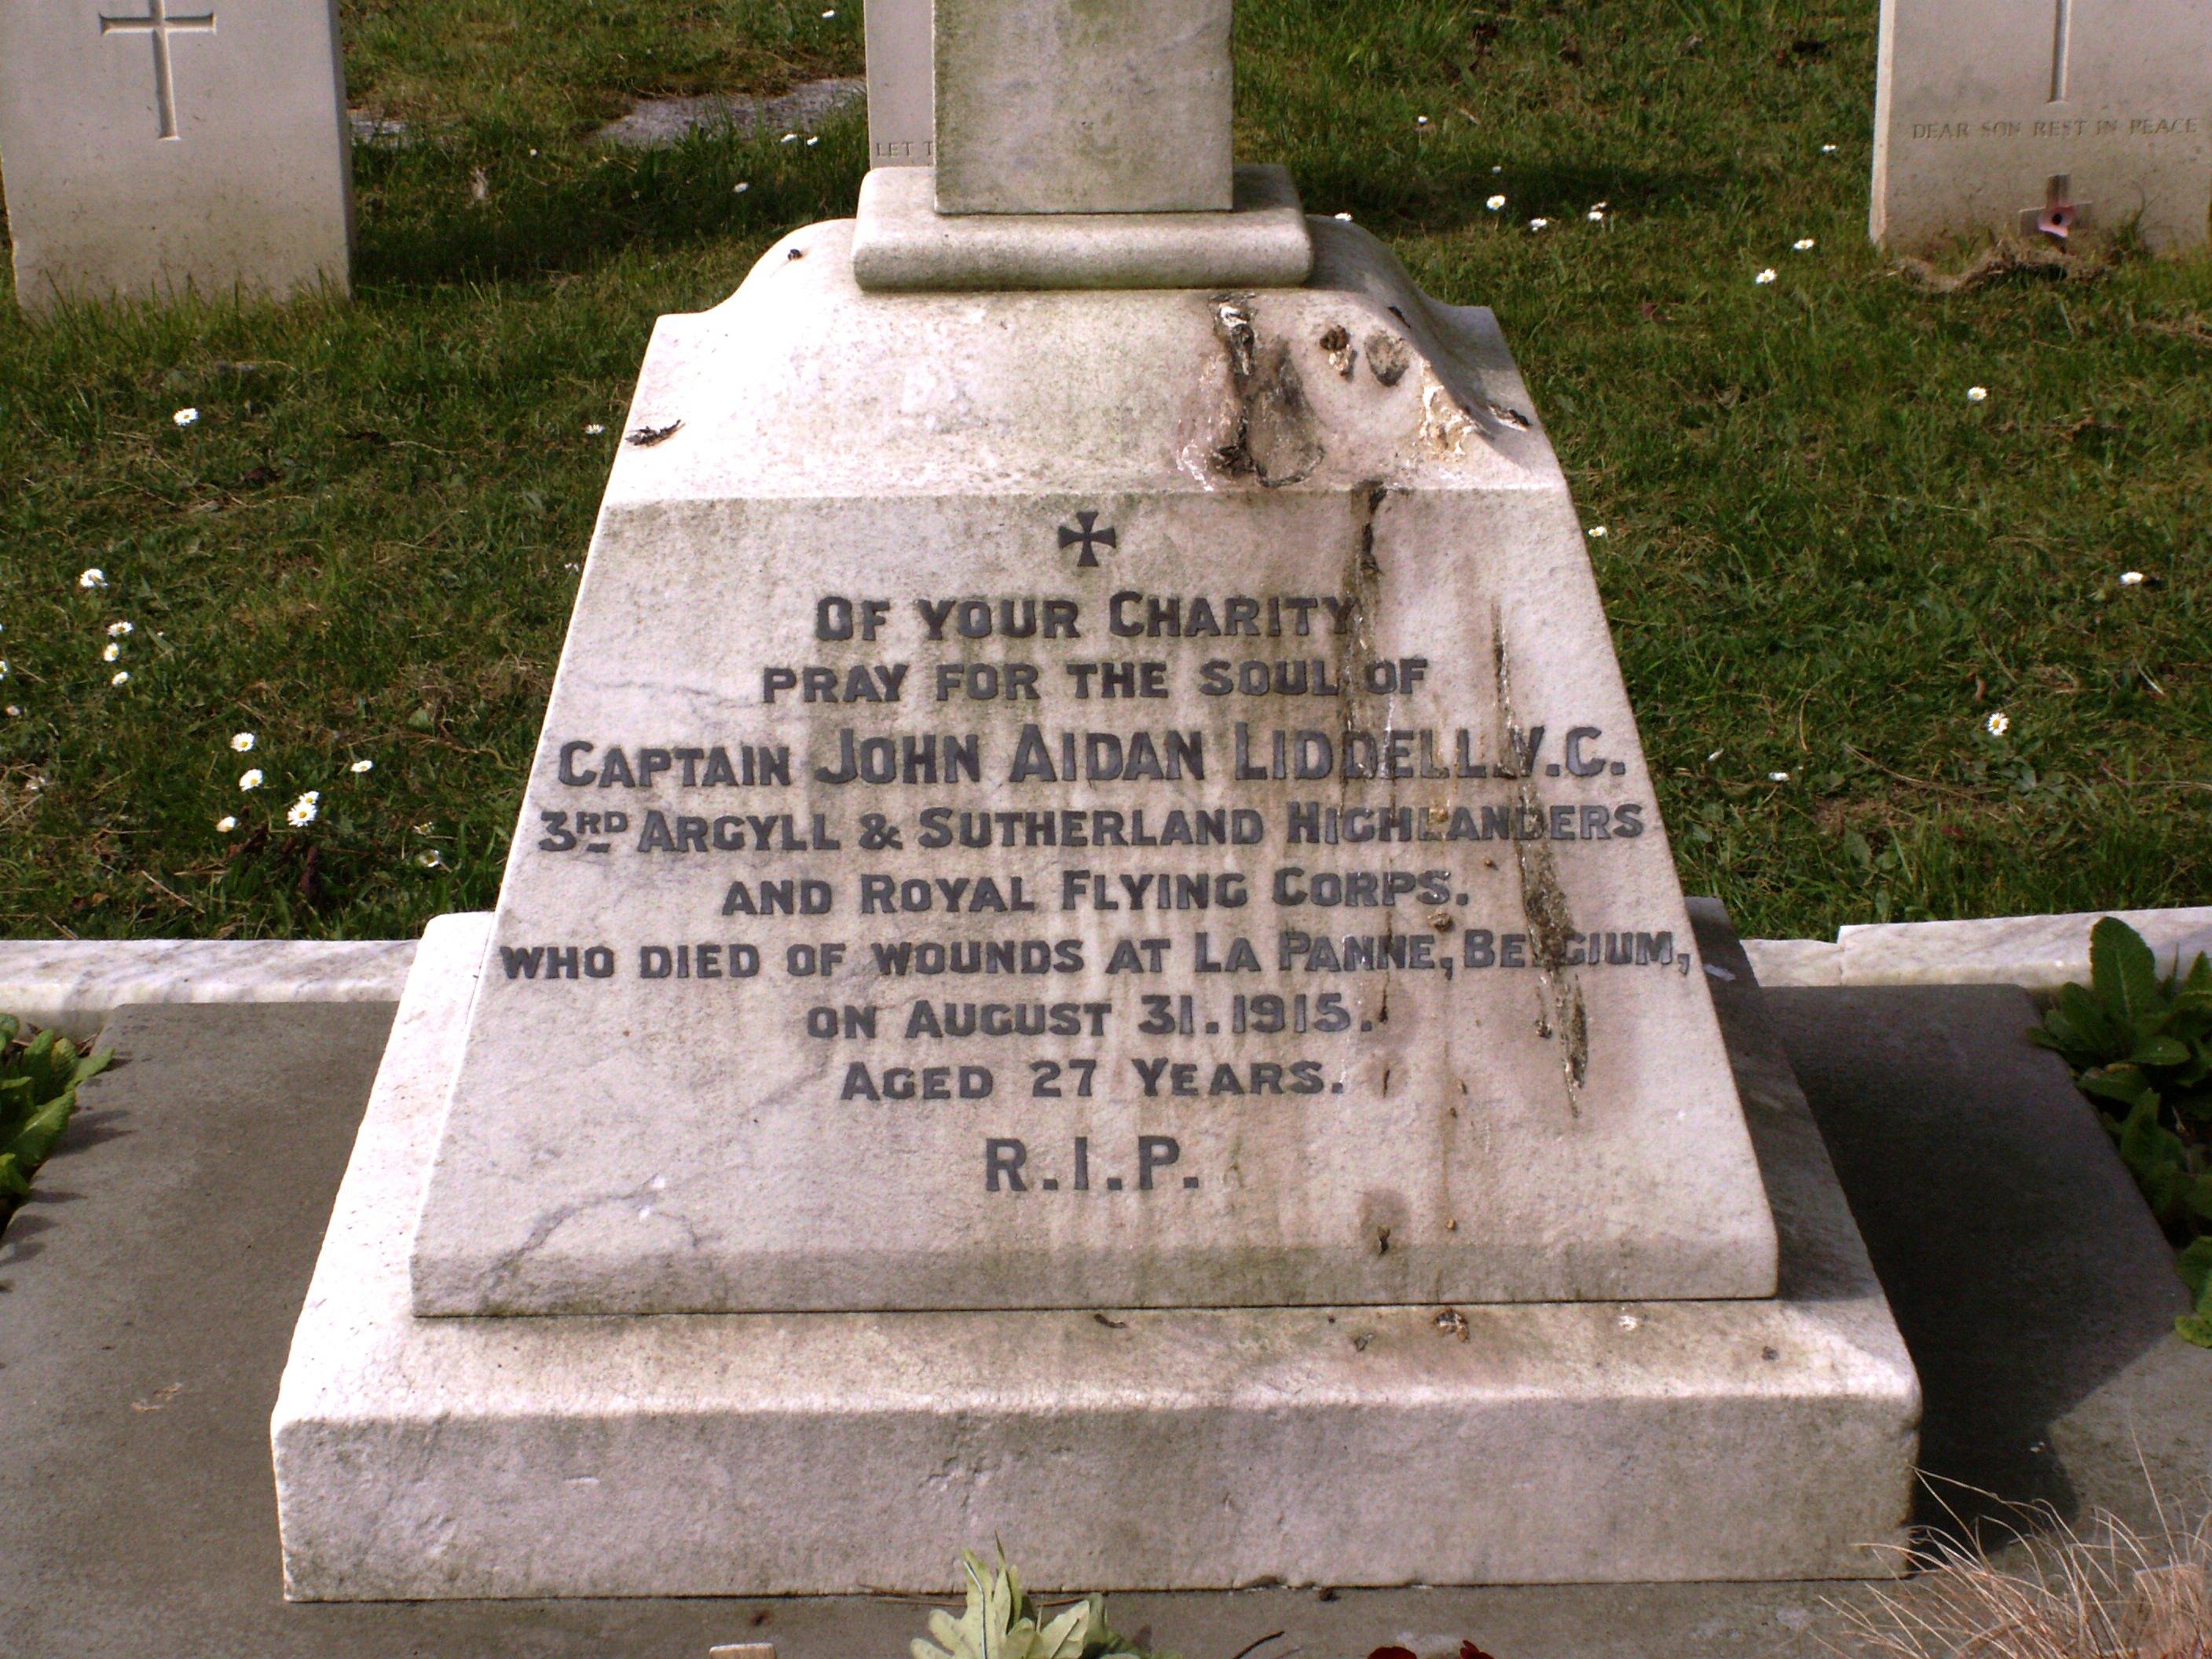 LET
DEAR SON REST IN PEACE
OF YOUR CHARITY
PRAY FOR THE SOUL OF
CAPTAIN JOHN AIDAN LIDDELL.V.C.
3RD ARGYLL & SUTHERLAND HIGHLANDERS
AND ROYAL FLYING CORPS.
WHO DIED OF WOUNDS AT LA PANNE, BELGIUM,
ON AUGUST 31.1915.
AGED 27 YEARS.
R.I.P.